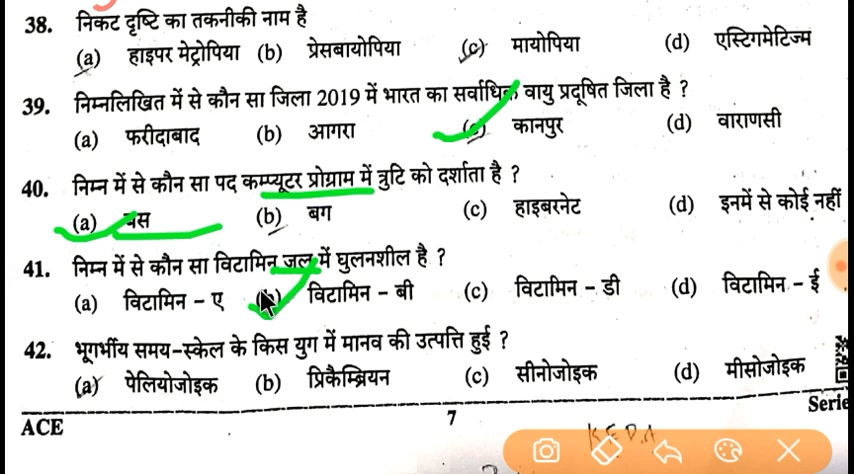 38. निकट दृष्टि का तकनीकी नाम है
(a) हाइपर मेट्रोपिया (b) प्रेसबायोपिया (c) मायोपिया (d) एस्टिगमेटिज्म
39. निम्नलिखित में से कौन सा जिला 2019 में भारत का सर्वाधिक वायु प्रदूषित जिला है ?
(a) फरीदाबाद (b) आगरा (c) कानपुर (d) वाराणसी
40. निम्न में से कौन सा पद कम्प्यूटर प्रोग्राम में त्रुटि को दर्शाता है ?
(a) बस (b) बग (c) हाइबरनेट (d) इनमें से कोई नहीं
41. निम्न में से कौन सा विटामिन जल में घुलनशील है ?
(a) विटामिन – ए (b) विटामिन – बी (c) विटामिन – डी (d) विटामिन – ई
42. भूगर्भीय समय-स्केल के किस युग में मानव की उत्पत्ति हुई ?
(a) पेलियोजोइक (b) प्रिकैम्ब्रियन (c) सीनोजोइक (d) मीसोजोइक
ACE 7 Serie